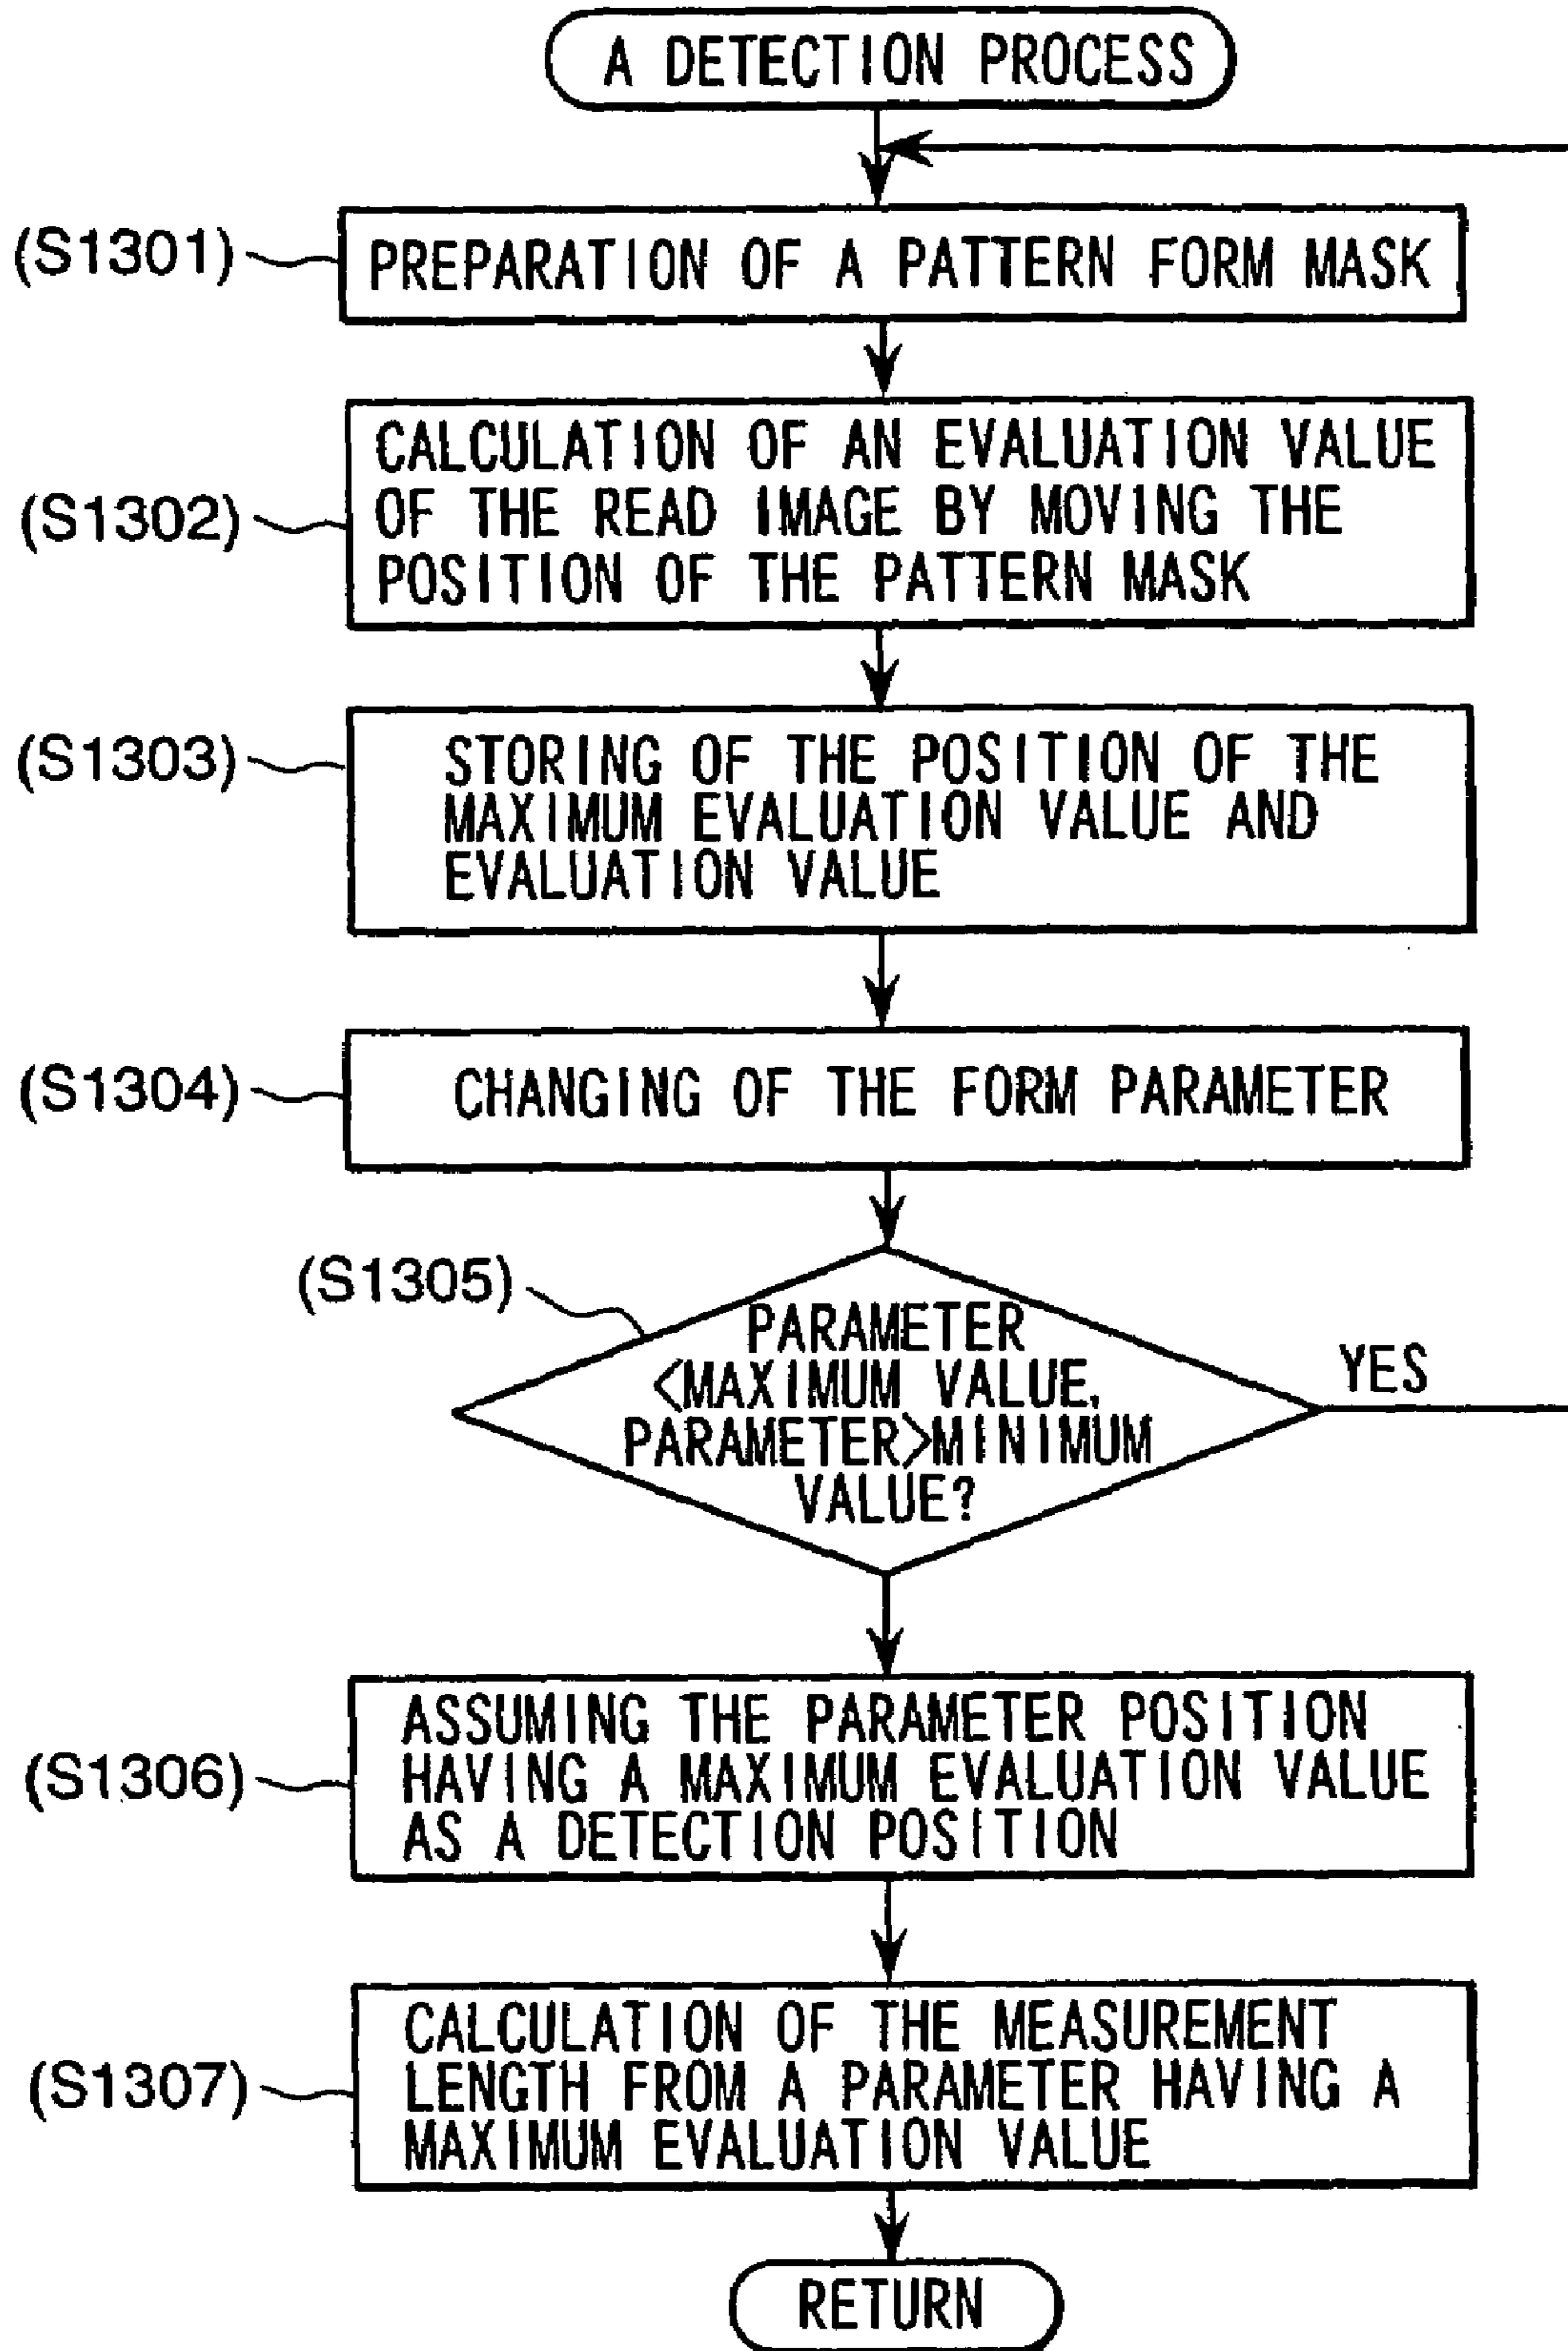 A DETECTION PROCESS
(S1301)
PREPARATION OF A PATTERN FORM MASK
(S1302)
CALCULATION OF AN EVALUATION VALUE
OF THE READ IMAGE BY MOVING THE
POSITION OF THE PATTERN MASK
(S1303)
STORING OF THE POSITION OF THE
MAXIMUM EVALUATION VALUE AND
EVALUATION VALUE
(S1304)
CHANGING OF THE FORM PARAMETER
(S1305)
PARAMETER
<MAXIMUM VALUE,
PARAMETER>MINIMUM
VALUE?
YES
(S1306)
ASSUMING THE PARAMETER POSITION
HAVING A MAXIMUM EVALUATION VALUE
AS A DETECTION POSITION
(S1307)
CALCULATION OF THE MEASUREMENT
LENGTH FROM A PARAMETER HAVING A
MAXIMUM EVALUATION VALUE
RETURN